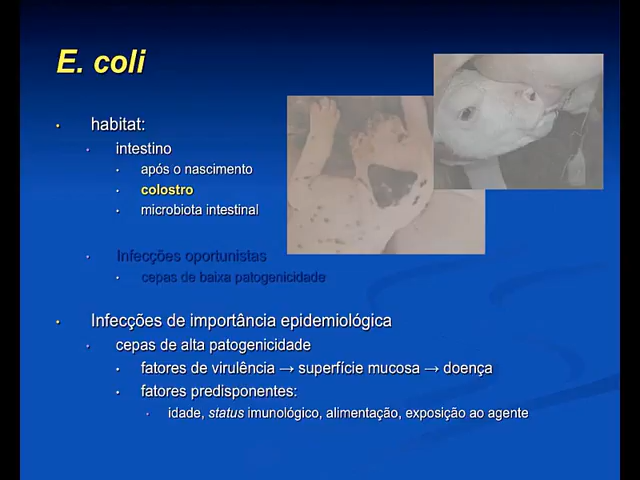 E. coli
habitat:
intestino
após o nascimento
colostro
microbiota intestinal
Infecções oportunistas
cepas de baixa patogenicidade
Infecções de importância epidemiológica
cepas de alta patogenicidade
fatores de virulência → superfície mucosa → doença
fatores predisponentes:
idade, status imunológico, alimentação, exposição ao agente